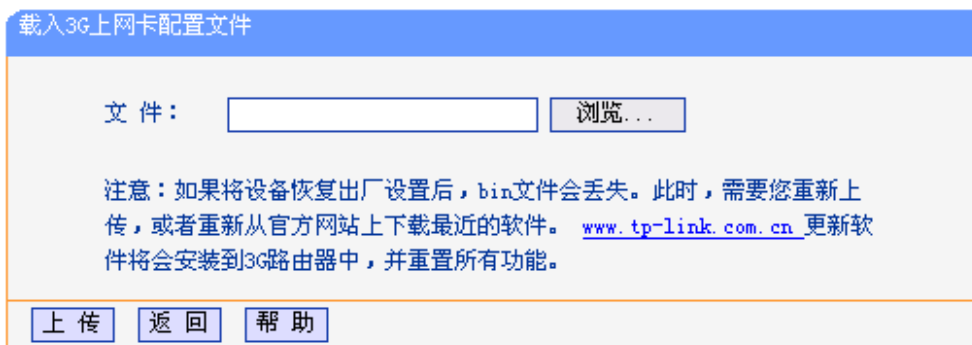 载入3G上网卡配置文件
文 件： 浏览...
注意：如果将设备恢复出厂设置后，bin文件会丢失。此时，需要您重新上
传，或者重新从官方网站上下载最近的软件。 www.tp-link.com.cn 更新软
件将会安装到3G路由器中，并重置所有功能。
上 传 返 回 帮 助